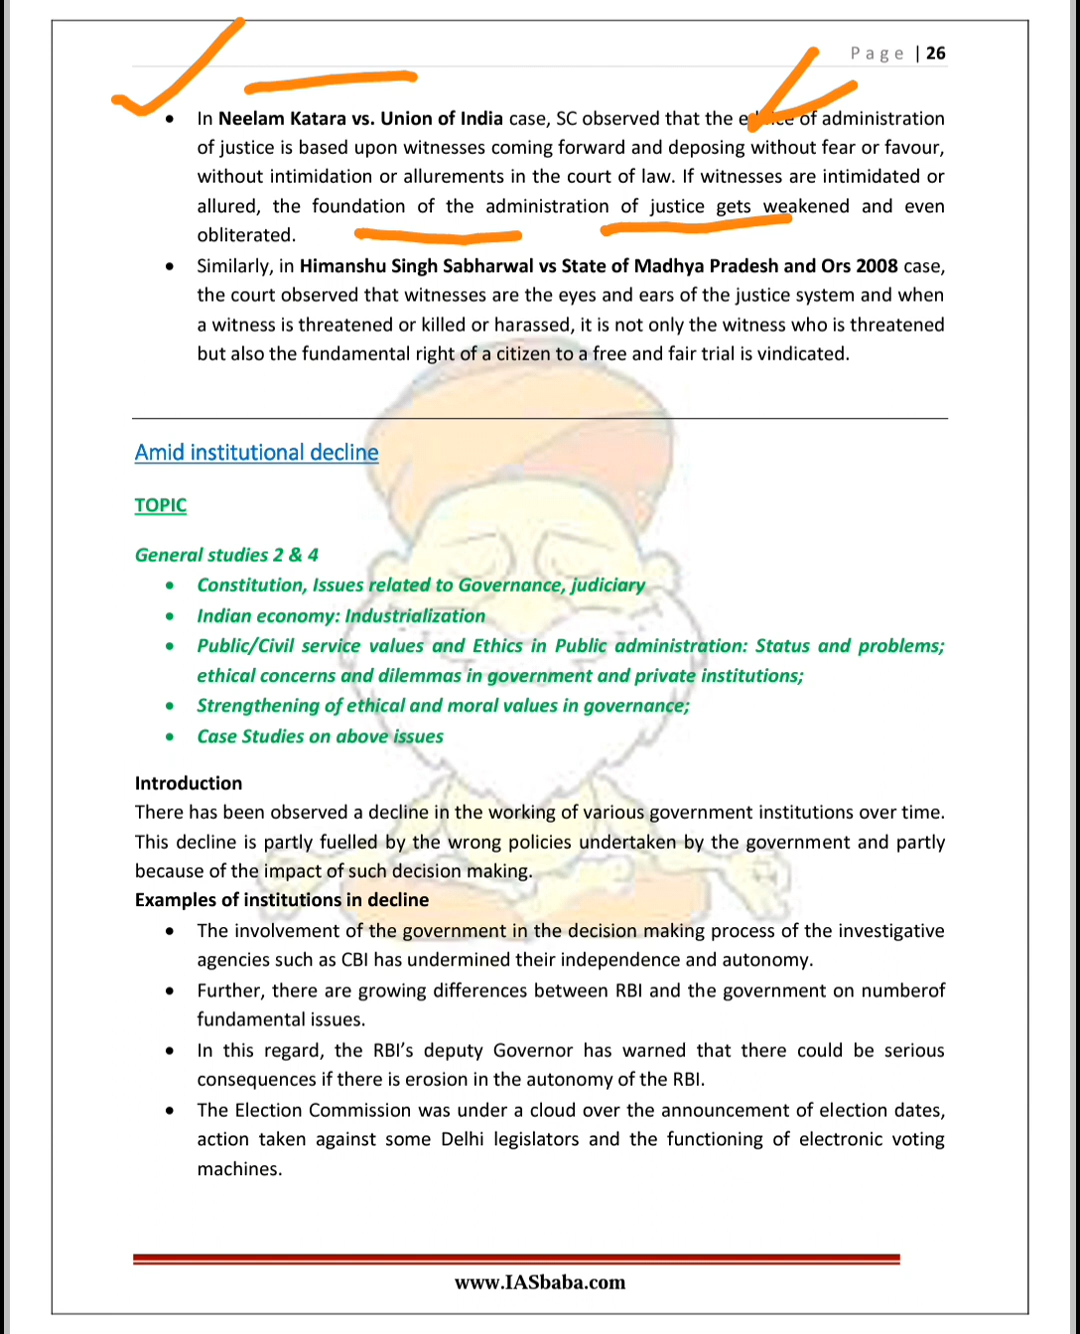 Page | 26
• In Neelam Katara vs. Union of India case, SC observed that the of administration
of justice is based upon witnesses coming forward and deposing without fear or favour,
without intimidation or allurements in the court of law. If witnesses are intimidated or
allured, the foundation of the administration of justice gets weakened and even
obliterated.
• Similarly, in Himanshu Singh Sabharwal vs State of Madhya Pradesh and Ors 2008 case,
the court observed that witnesses are the eyes and ears of the justice system and when
a witness is threatened or killed or harassed, it is not only the witness who is threatened
but also the fundamental right of a citizen to a free and fair trial is vindicated.
Amid institutional decline
TOPIC
General studies 2 & 4
• Constitution, Issues related to Governance, judiciary
• Indian economy: Industrialization
• Public/Civil service values and Ethics in Public administration: Status and problems;
ethical concerns and dilemmas in government and private institutions;
• Strengthening of ethical and moral values in governance;
• Case Studies on above issues
Introduction
There has been observed a decline in the working of various government institutions over time.
This decline is partly fuelled by the wrong policies undertaken by the government and partly
because of the impact of such decision making.
Examples of institutions in decline
• The involvement of the government in the decision making process of the investigative
agencies such as CBI has undermined their independence and autonomy.
• Further, there are growing differences between RBI and the government on numberof
fundamental issues.
• In this regard, the RBI’s deputy Governor has warned that there could be serious
consequences if there is erosion in the autonomy of the RBI.
• The Election Commission was under a cloud over the announcement of election dates,
action taken against some Delhi legislators and the functioning of electronic voting
machines.
www.IASbaba.com